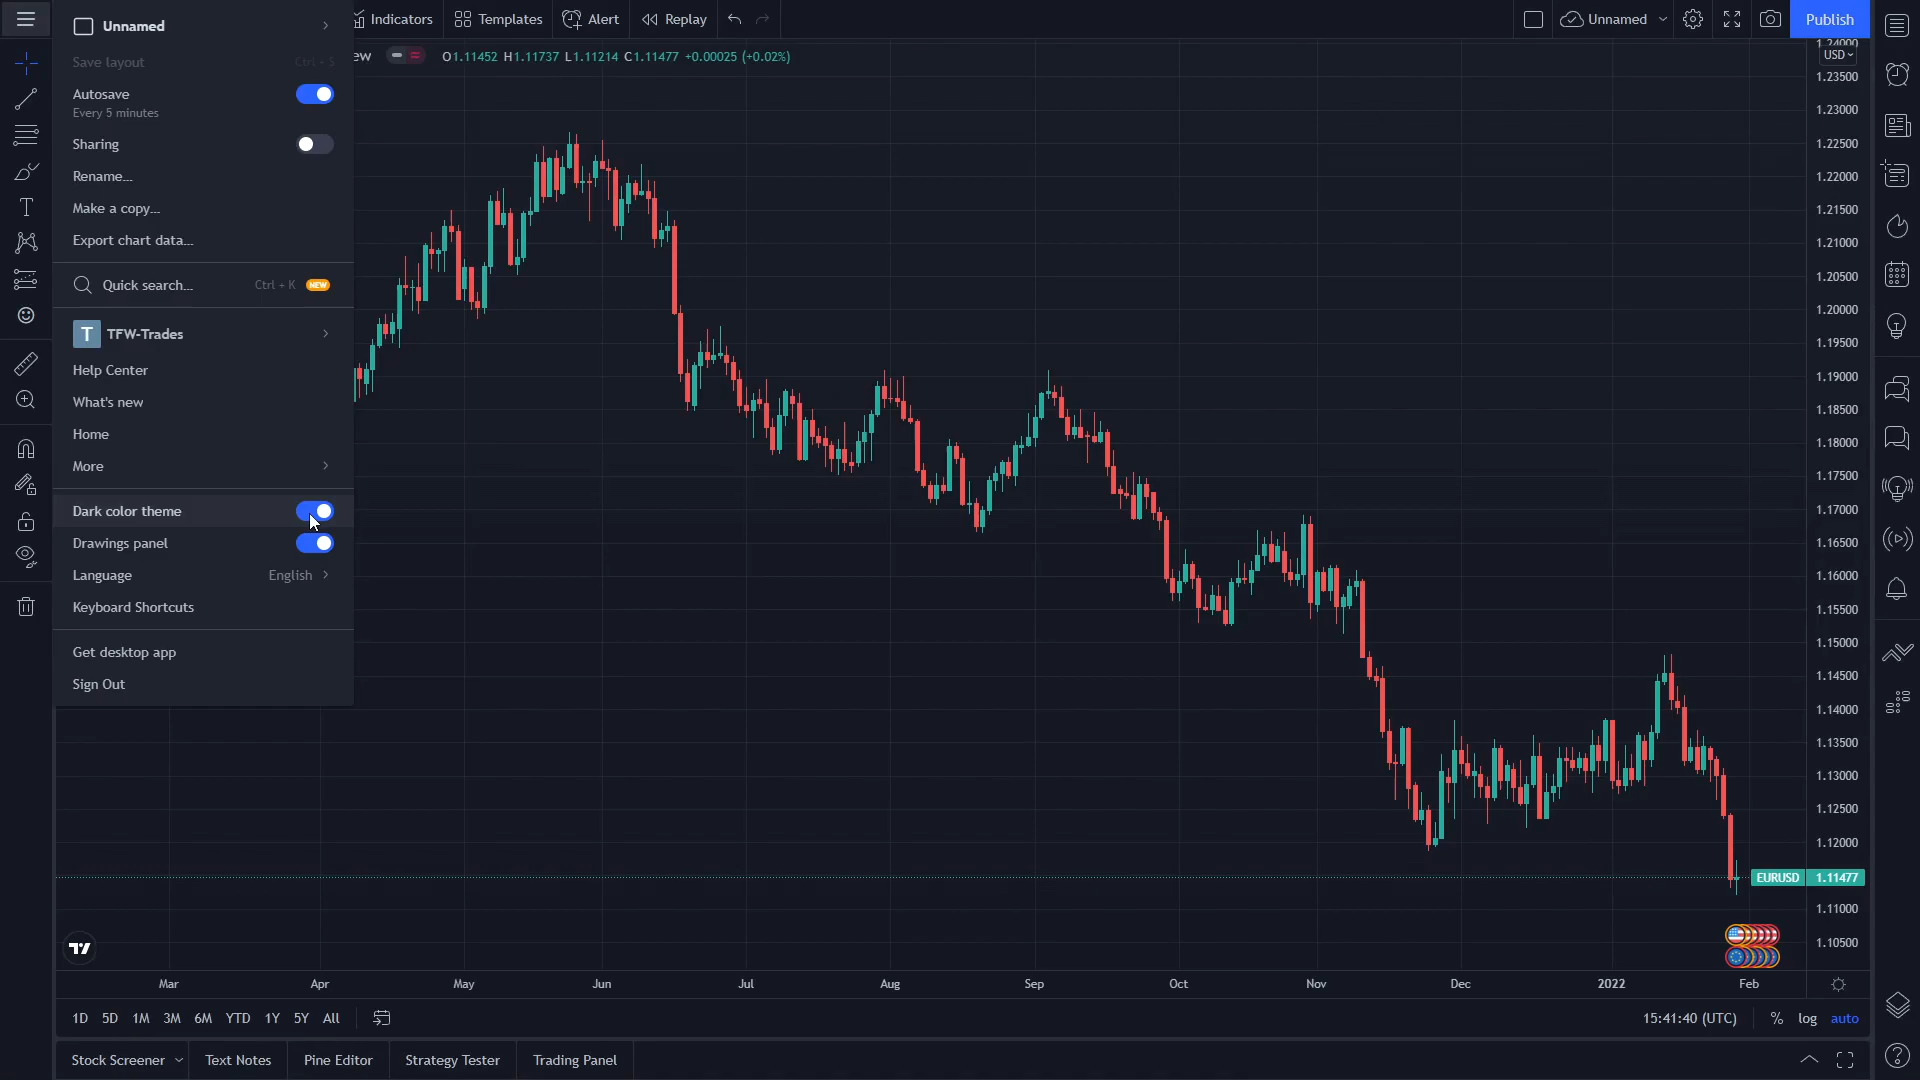 Unnamed
Indicators
Templates
Alert
Replay
Unnamed
Publish
Save layout Ctrl + S
ew
O1.11452 H1.11737 L1.11214 C1.11477 +0.00025 (+0.02%)
Autosave
Every 5 minutes
Sharing
Rename...
Make a copy...
Export chart data...
Quick search... Ctrl + K NEW
T TFW-Trades
Help Center
What's new
Home
More
Dark color theme
Drawings panel
Language English
Keyboard Shortcuts
Get desktop app
Sign Out
1.24000
USD
1.23500
1.23000
1.22500
1.22000
1.21500
1.21000
1.20500
1.20000
1.19500
1.19000
1.18500
1.18000
1.17500
1.17000
1.16500
1.16000
1.15500
1.15000
1.14500
1.14000
1.13500
1.13000
1.12500
1.12000
EURUSD 1.11477
1.11000
1.10500
Mar Apr May Jun Jul Aug Sep Oct Nov Dec 2022 Feb
1D 5D 1M 3M 6M YTD 1Y 5Y All
15:41:40 (UTC) % log auto
Stock Screener Text Notes Pine Editor Strategy Tester Trading Panel